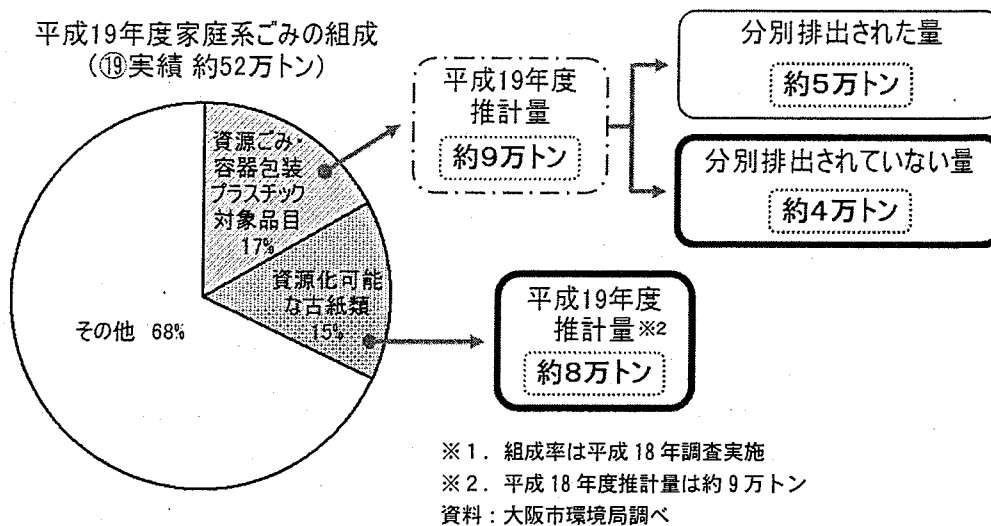 平成19年度家庭系ごみの組成
(⑲実績 約52万トン)
資源ごみ・
容器包装
プラスチック
対象品目
17%
資源化可能
な古紙類
15%
その他 68%
平成19年度
推計量
約9万トン
分別排出された量
約5万トン
分別排出されていない量
約4万トン
平成19年度
推計量※2
約8万トン
※1. 組成率は平成18年調査実施
※2. 平成18年度推計量は約9万トン
資料:大阪市環境局調べ